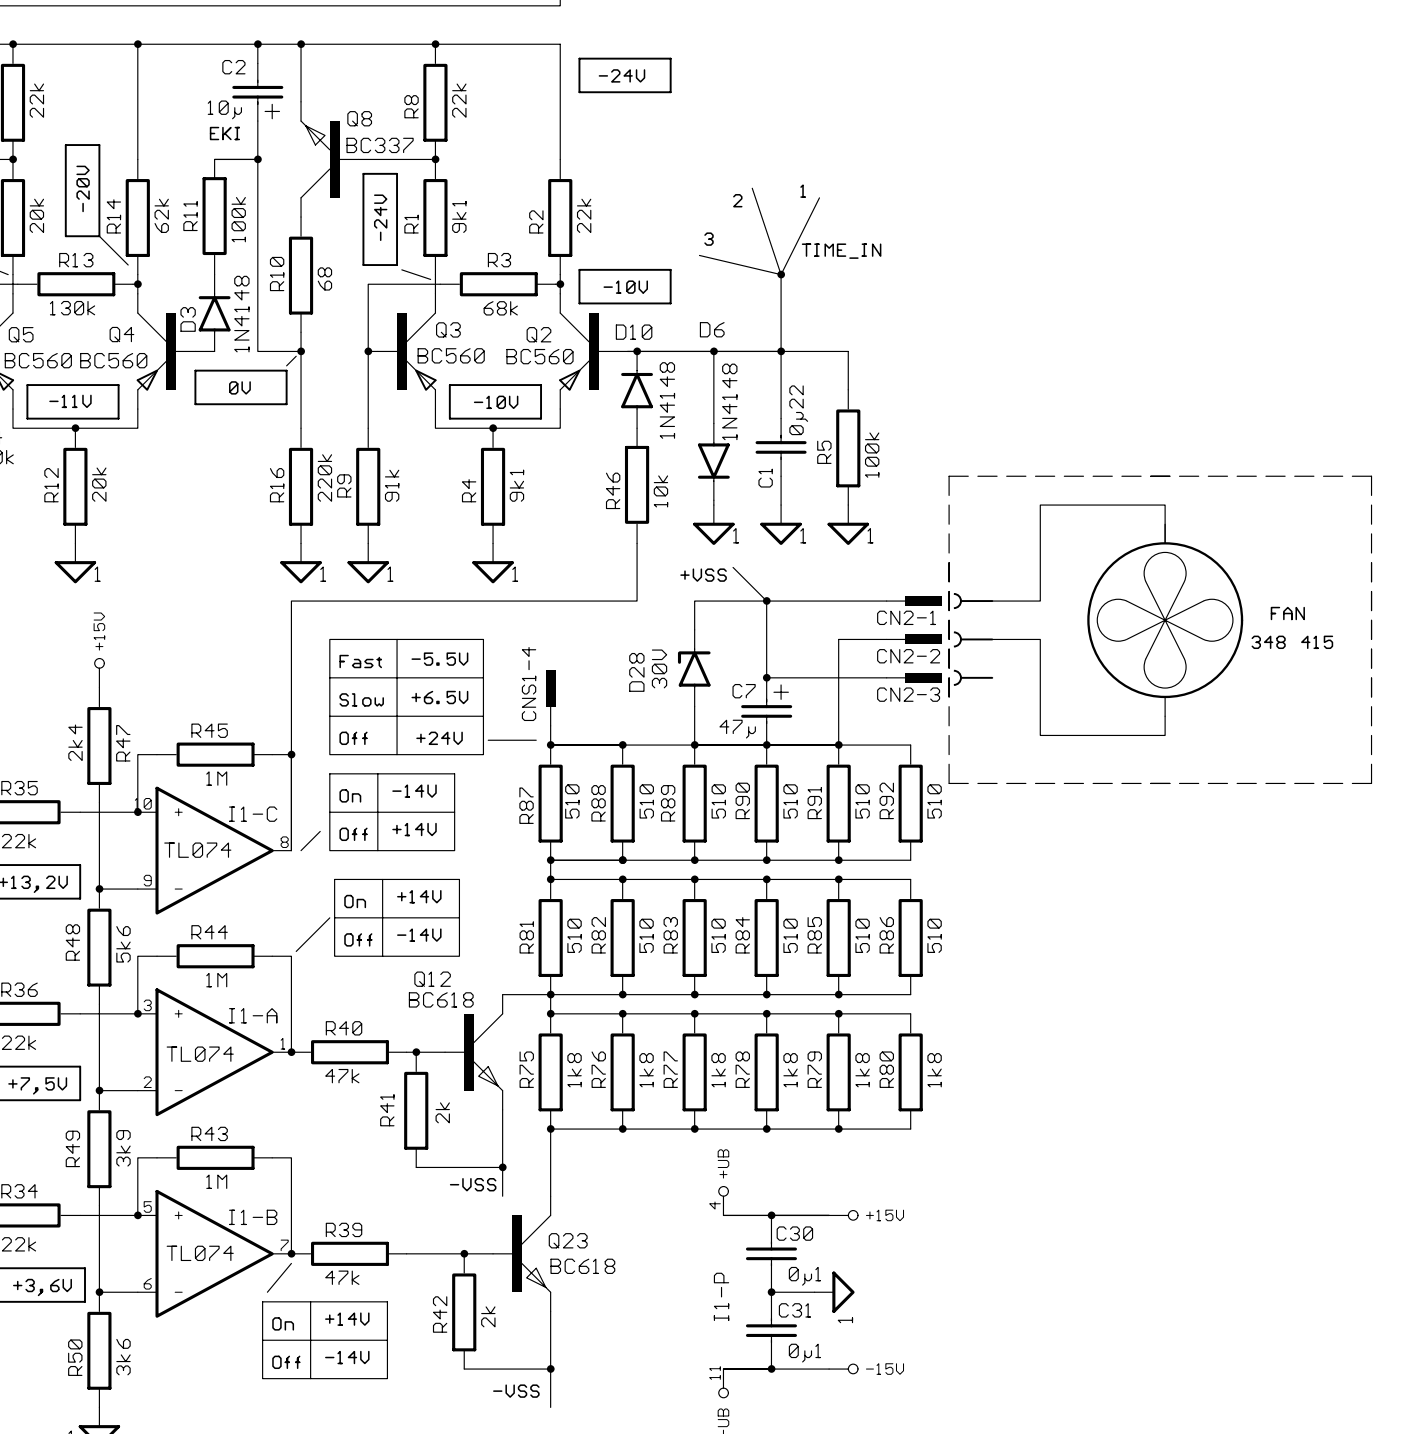 -24V
C2
10µ
+
EKI
22k
Q8
BC337
R8
22k
-20V
20k
R14
62k
R11
100k
-24V
R1
9k1
R2
22k
2
1
3
TIME_IN
R13
130k
R10
68
R3
68k
-10V
D3
1N4148
Q5
BC560
Q4
BC560
Q3
BC560
Q2
BC560
D10
1N4148
D6
1N4148
0µ22
C1
R5
100k
-11V
0V
-10V
R12
20k
R16
220k
R9
91k
R4
9k1
R46
10k
1
1
1
1
1
1
1
+VSS
CN2-1
CN2-2
CN2-3
FAN
348 415
D28
30V
C7
+
47µ
CNS1-4
Fast -5.5V
Slow +6.5V
Off +24V
+15V
2k4
R47
R45
1M
R35
22k
10
+
I1-C
TL074
8
9
-
+13,2V
On -14V
Off +14V
R87
510
R88
510
R89
510
R90
510
R91
510
R92
510
R48
5k6
R44
1M
On +14V
Off -14V
R81
510
R82
510
R83
510
R84
510
R85
510
R86
510
R36
22k
3
+
I1-A
TL074
1
2
-
+7,5V
R40
47k
Q12
BC618
R41
2k
-VSS
R75
1k8
R76
1k8
R77
1k8
R78
1k8
R79
1k8
R80
1k8
R49
3k9
R43
1M
R34
22k
5
+
I1-B
TL074
7
6
-
+3,6V
R39
47k
Q23
BC618
R42
2k
-VSS
On +14V
Off -14V
R50
3k6
+UB
4
+15V
C30
0µ1
I1-P
C31
0µ1
1
11
-15V
-UB